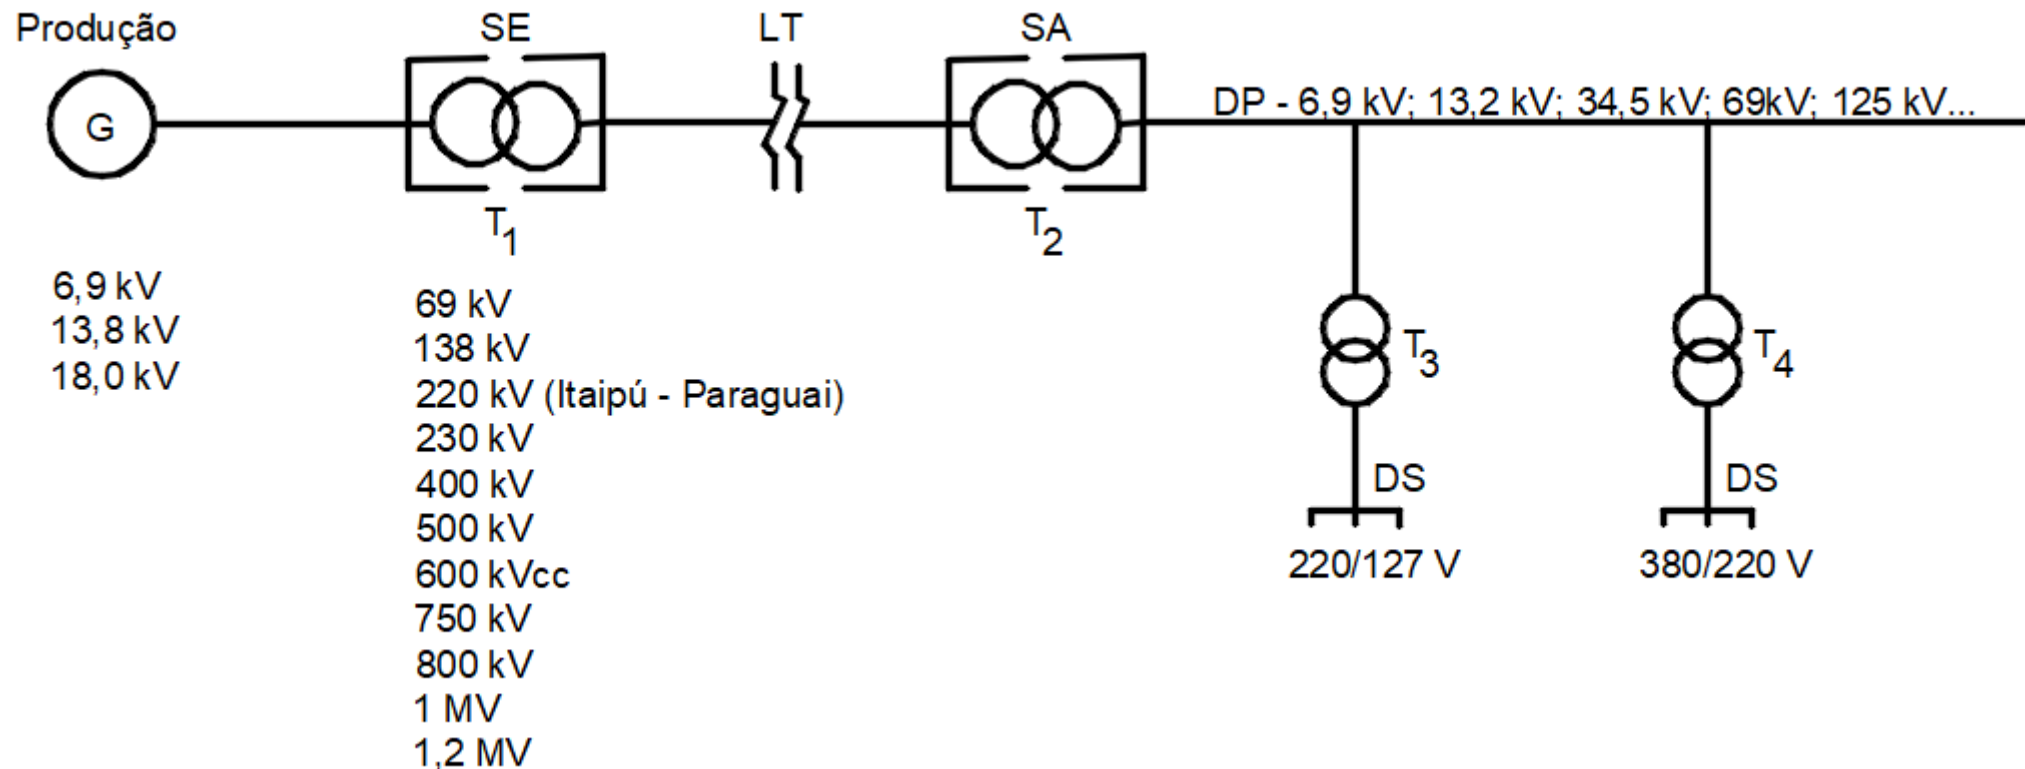 Produção
SE
LT
SA
G
DP - 6,9 kV; 13,2 kV; 34,5 kV; 69kV; 125 kV...
T1
T2
6,9 kV
13,8 kV
18,0 kV
69 kV
138 kV
220 kV (Itaipú - Paraguai)
230 kV
400 kV
500 kV
600 kVcc
750 kV
800 kV
1 MV
1,2 MV
T3
T4
DS
DS
220/127 V
380/220 V